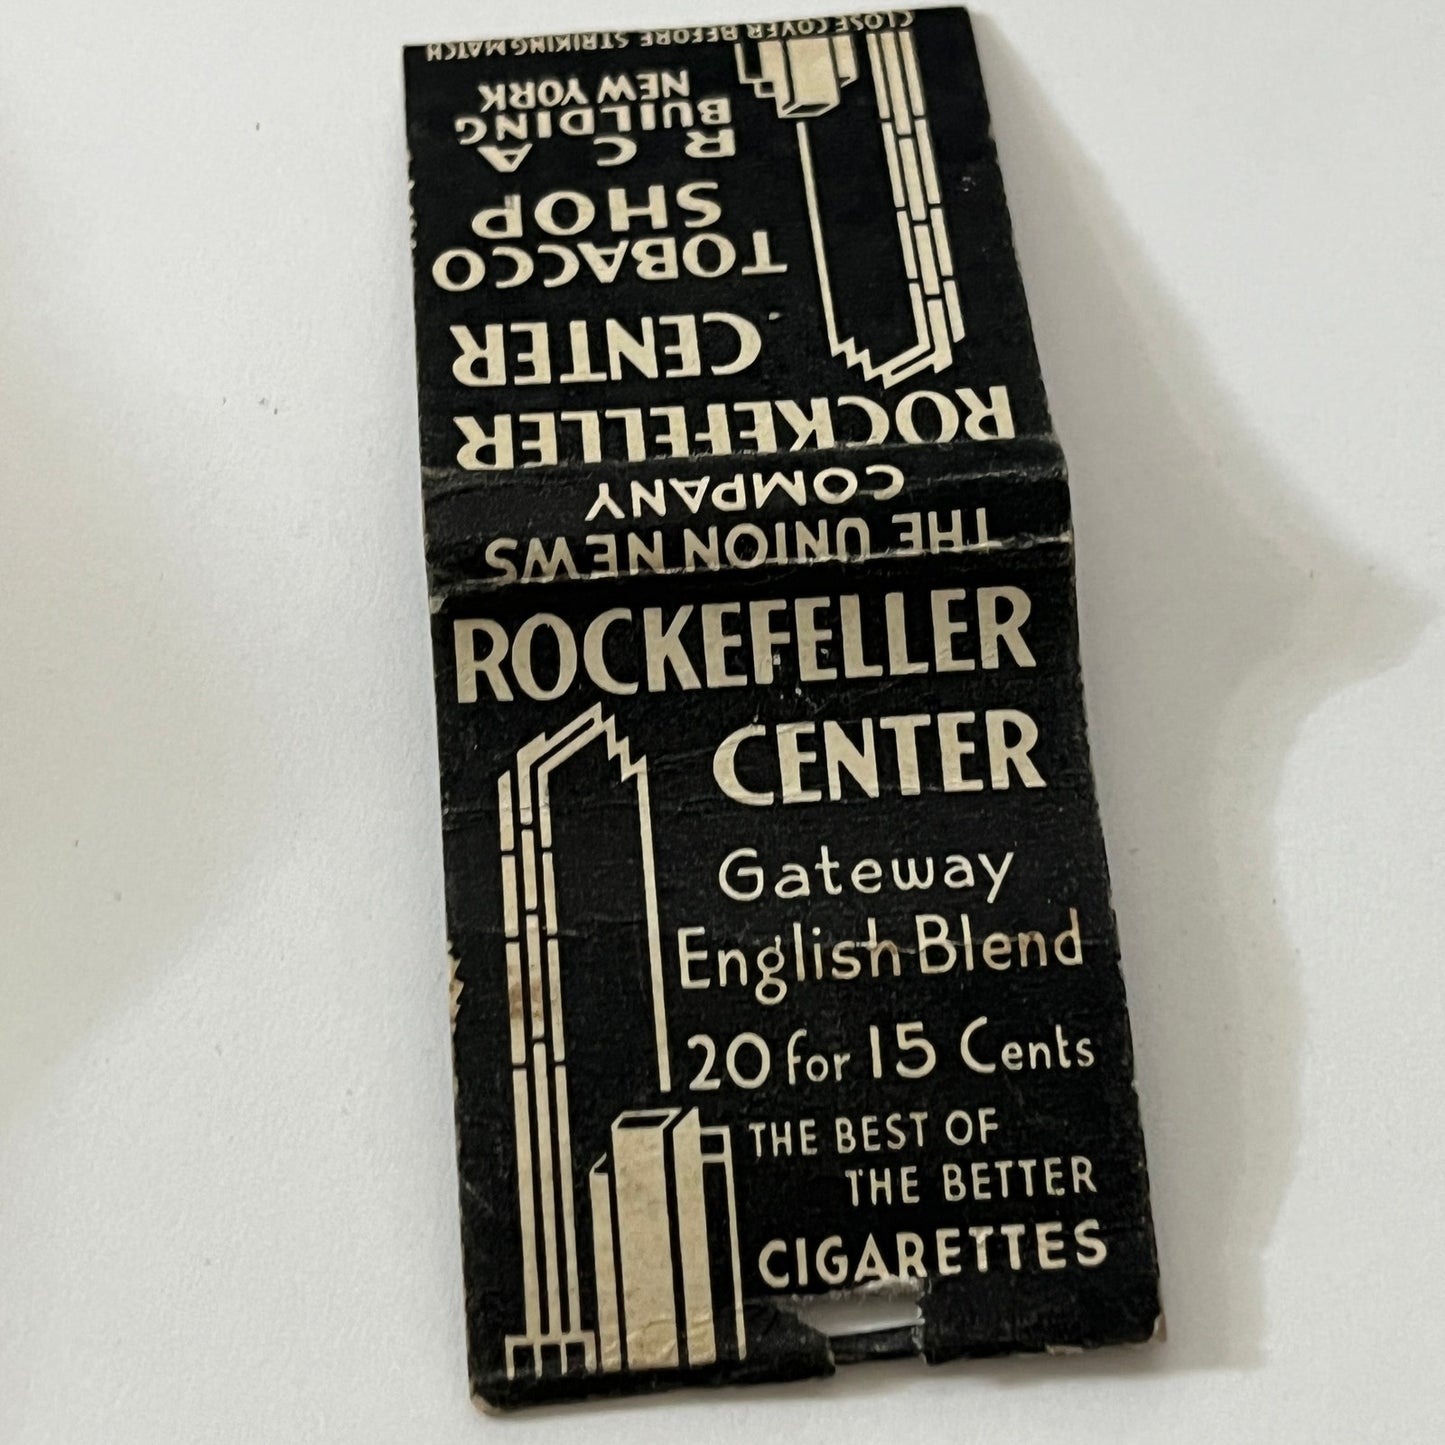 CLOSE COVER BEFORE STRIKING MATCH
NEW YORK
BUILDING
R C A
SHOP
TOBACCO
CENTER
ROCKEFELLER
COMPANY
THE UNION NEWS
ROCKEFELLER
CENTER
Gateway
English Blend
20 for 15 Cents
THE BEST OF
THE BETTER
CIGARETTES